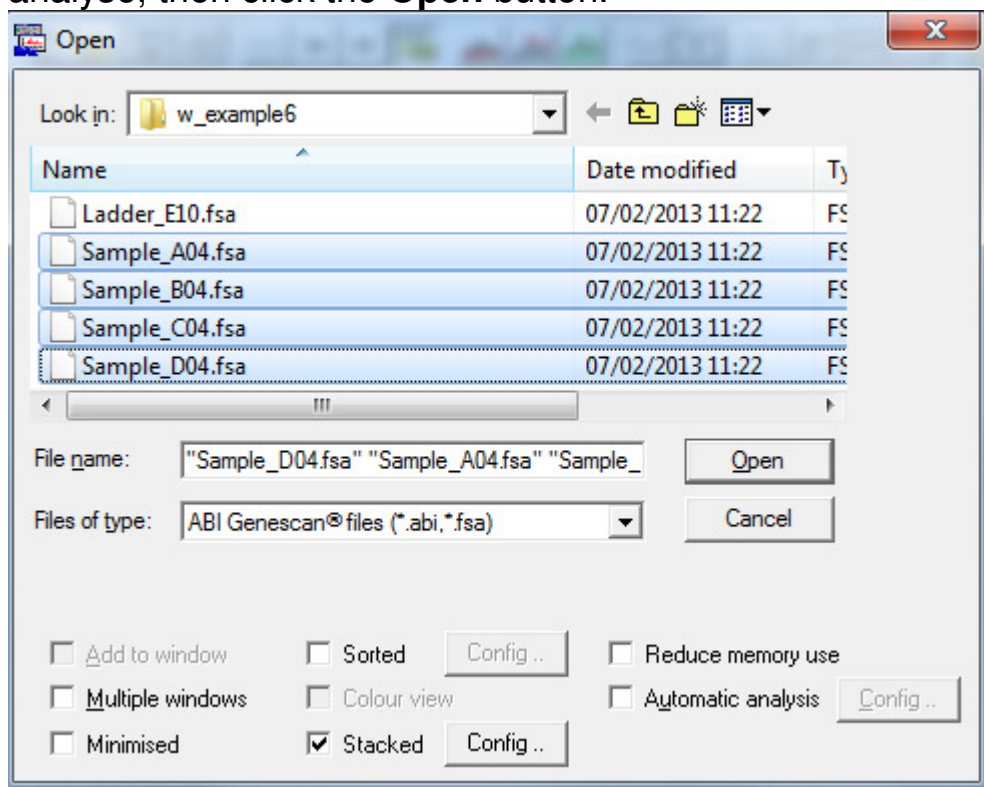 analyse, then click the Open button.
Open
Look in: w_example6
Name Date modified Ty
Ladder_E10.fsa 07/02/2013 11:22 FS
Sample_A04.fsa 07/02/2013 11:22 FS
Sample_B04.fsa 07/02/2013 11:22 FS
Sample_C04.fsa 07/02/2013 11:22 FS
Sample_D04.fsa 07/02/2013 11:22 FS
File name: "Sample_D04.fsa" "Sample_A04.fsa" "Sample_ Open
Files of type: ABI Genescan® files (*.abi,*.fsa) Cancel
Add to window Sorted Config .. Reduce memory use
Multiple windows Colour view Automatic analysis Config ..
Minimised Stacked Config ..